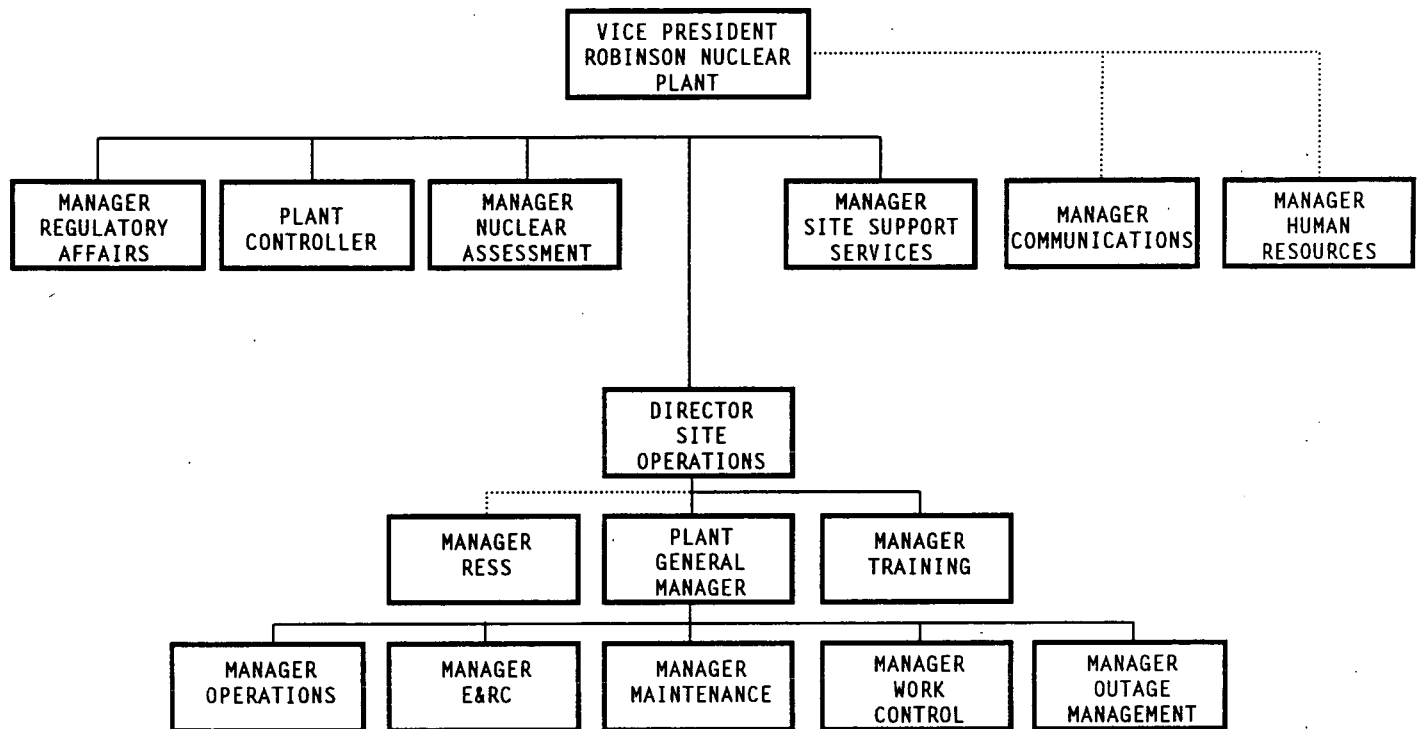 VICE PRESIDENT
ROBINSON NUCLEAR
PLANT
MANAGER
REGULATORY
AFFAIRS
PLANT
CONTROLLER
MANAGER
NUCLEAR
ASSESSMENT
MANAGER
SITE SUPPORT
SERVICES
MANAGER
COMMUNICATIONS
MANAGER
HUMAN
RESOURCES
DIRECTOR
SITE
OPERATIONS
MANAGER
RESS
PLANT
GENERAL
MANAGER
MANAGER
TRAINING
MANAGER
OPERATIONS
MANAGER
E&RC
MANAGER
MAINTENANCE
MANAGER
WORK
CONTROL
MANAGER
OUTAGE
MANAGEMENT